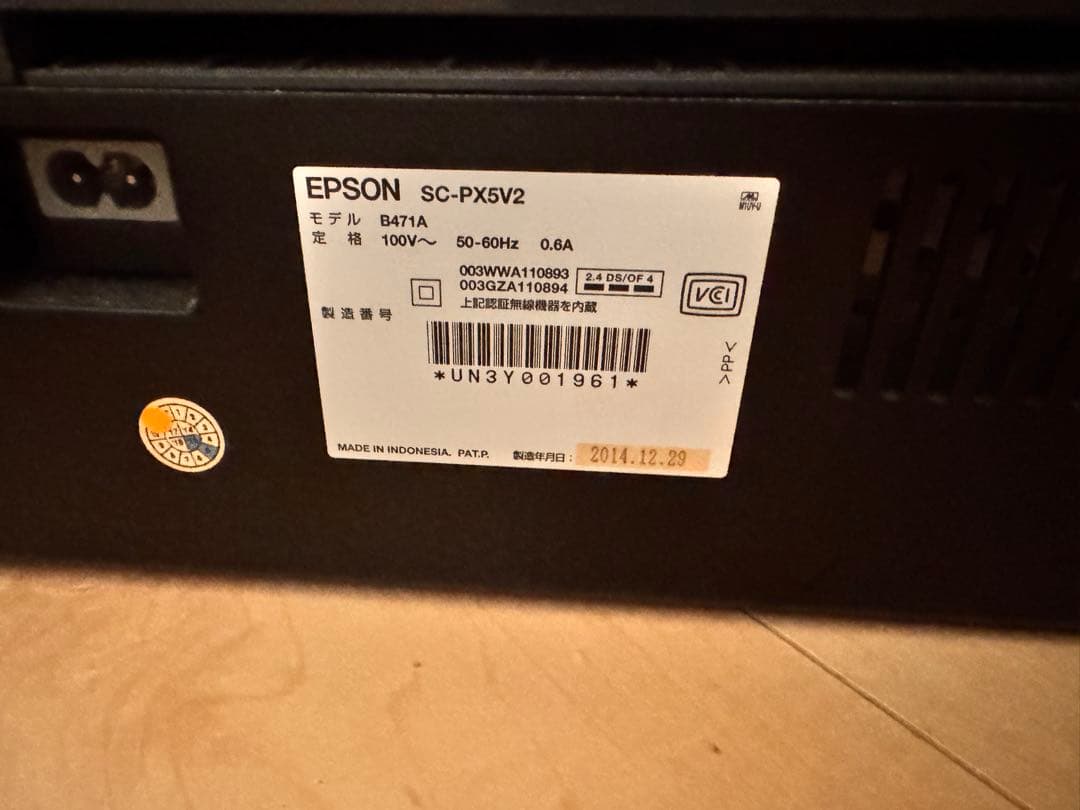 EPSON SC-PX5V2
モデル B471A
定格 100V～ 50-60Hz 0.6A
003WWA110893
003GZA110894
2.4 DS/OF 4
上記認証無線機器を内蔵
VCI
製造番号
*UN3Y001961*
>PP<
MADE IN INDONESIA. PAT.P. 製造年月日: 2014.12.29